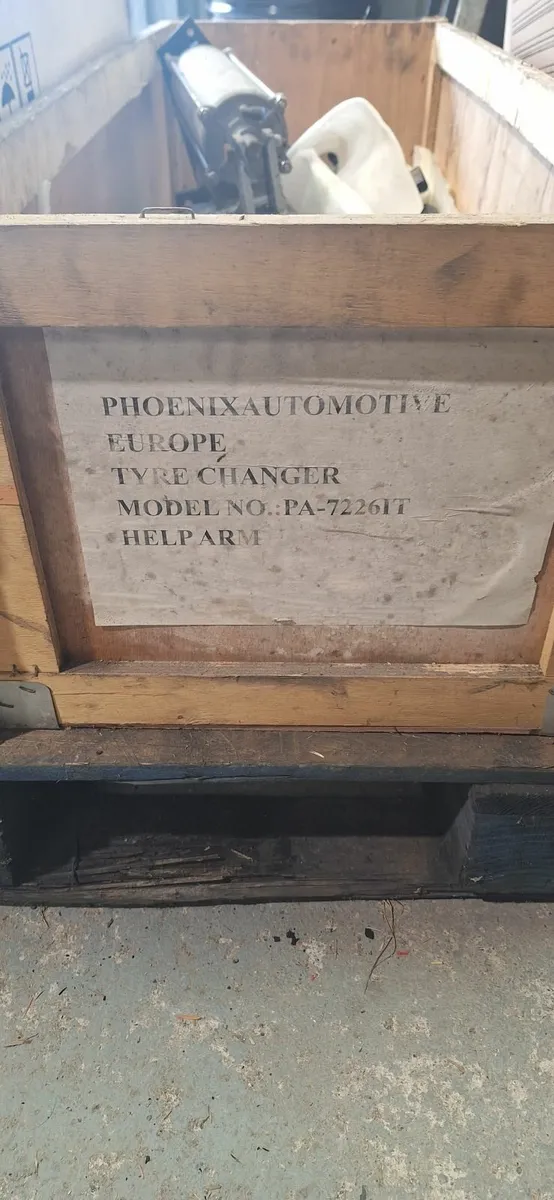 PHOENIXAUTOMOTIVE
EUROPE
TYRE CHANGER
MODEL NO.:PA-7226IT
HELP ARM